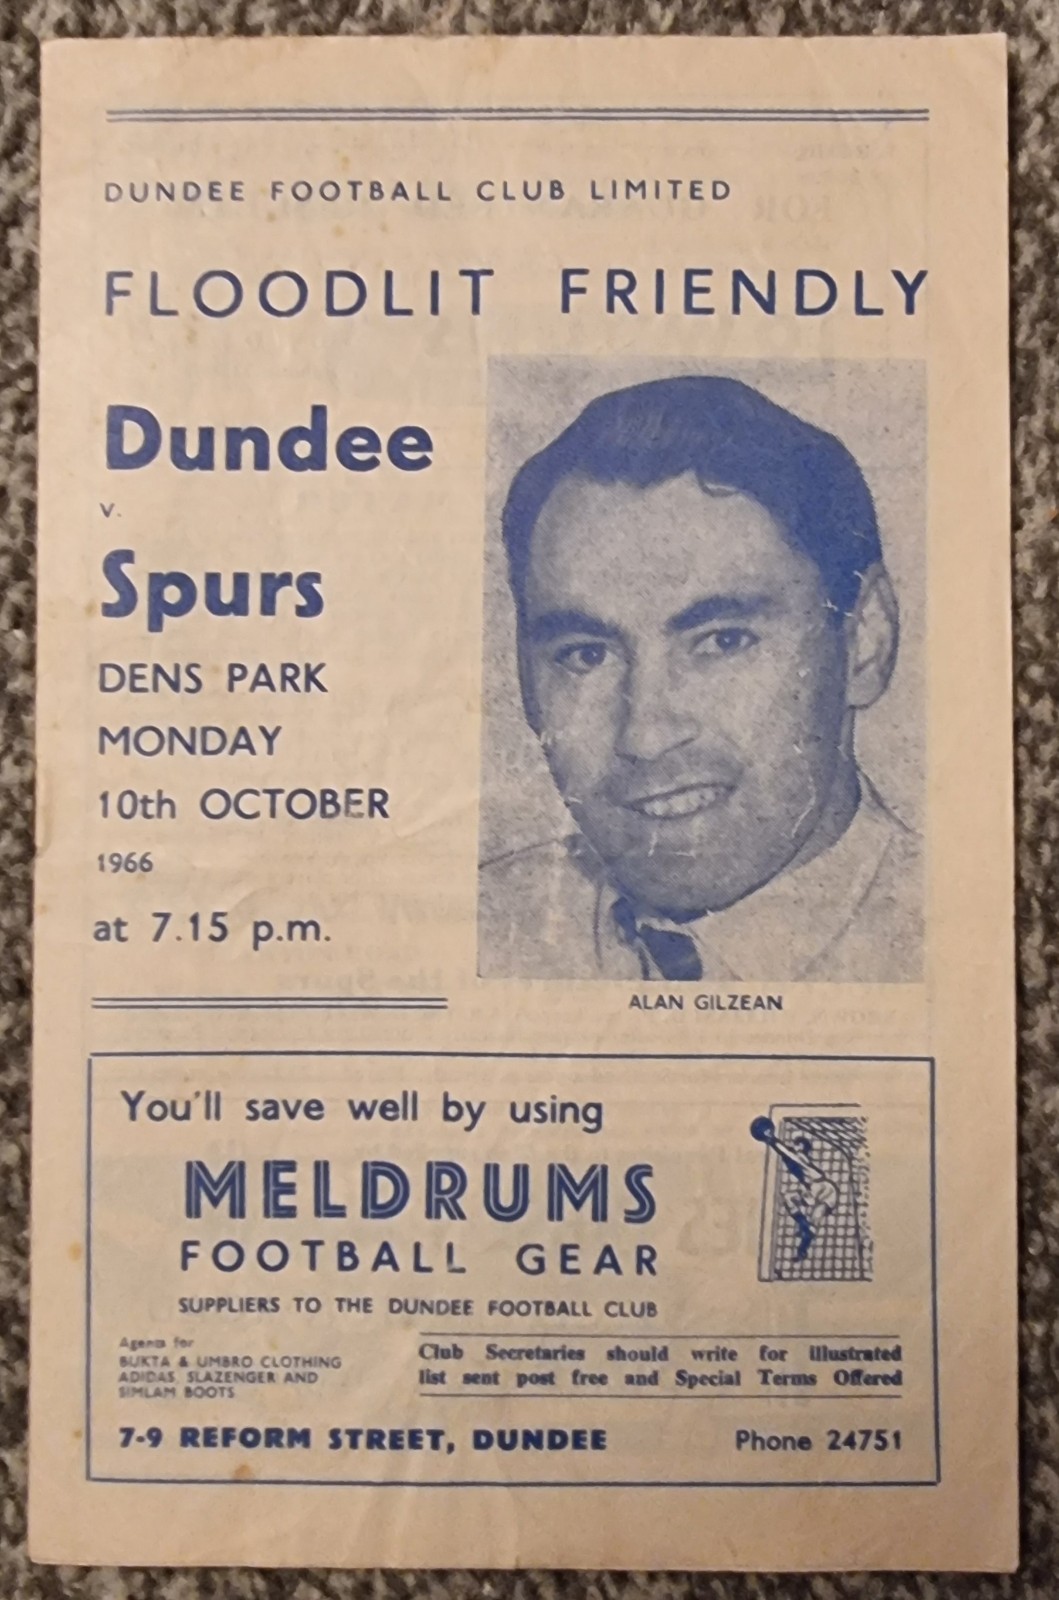 DUNDEE FOOTBALL CLUB LIMITED
FLOODLIT FRIENDLY
Dundee
v.
Spurs
DENS PARK
MONDAY
10th OCTOBER
1966
at 7.15 p.m.
ALAN GILZEAN
You'll save well by using
MELDRUMS
FOOTBALL GEAR
SUPPLIERS TO THE DUNDEE FOOTBALL CLUB
Agents for
BUKTA & UMBRO CLOTHING
ADIDAS, SLAZENGER AND
SIMLAM BOOTS
Club Secretaries should write for illustrated
list sent post free and Special Terms Offered
7-9 REFORM STREET, DUNDEE
Phone 24751